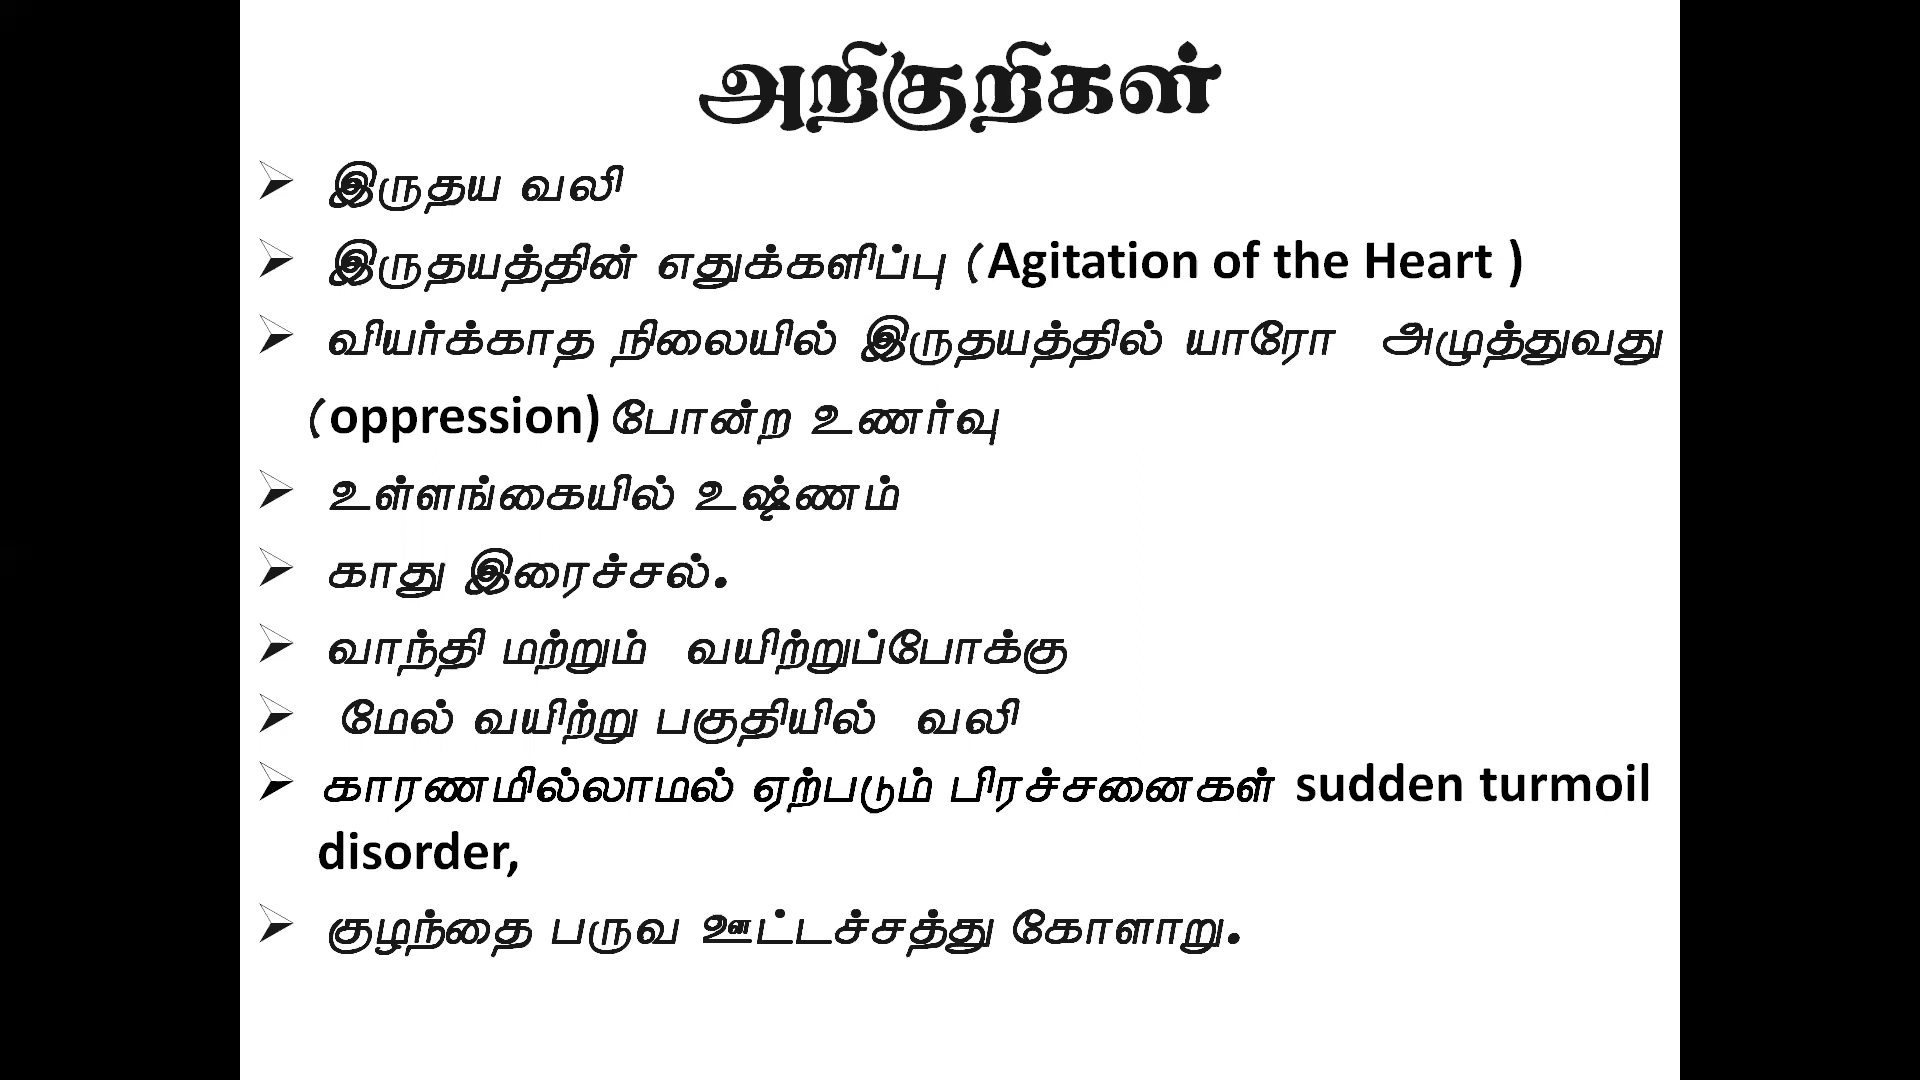 அறிகுறிகள்
இருதய வலி
இருதயத்தின் எதுக்களிப்பு (Agitation of the Heart )
வியர்க்காத நிலையில் இருதயத்தில் யாரோ அழுத்துவது
(oppression) போன்ற உணர்வு
உள்ளங்கையில் உஷ்ணம்
காது இரைச்சல்.
வாந்தி மற்றும் வயிற்றுப்போக்கு
மேல் வயிற்று பகுதியில் வலி
காரணமில்லாமல் ஏற்படும் பிரச்சனைகள் sudden turmoil
disorder,
குழந்தை பருவ ஊட்டச்சத்து கோளாறு.